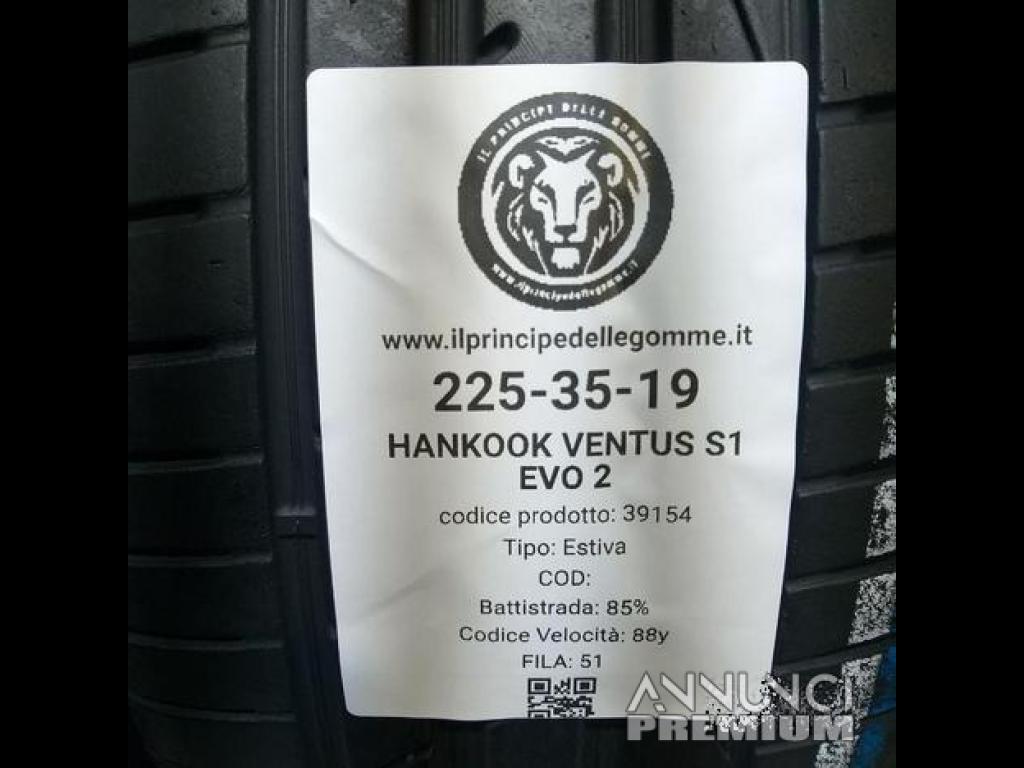 IL PRINCIPE DELLE GOMME
www.ilprincipedellegomme.it
www.ilprincipedellegomme.it
225-35-19
HANKOOK VENTUS S1
EVO 2
codice prodotto: 39154
Tipo: Estiva
COD:
Battistrada: 85%
Codice Velocità: 88y
FILA: 51
ANNUNCI
PREMIUM